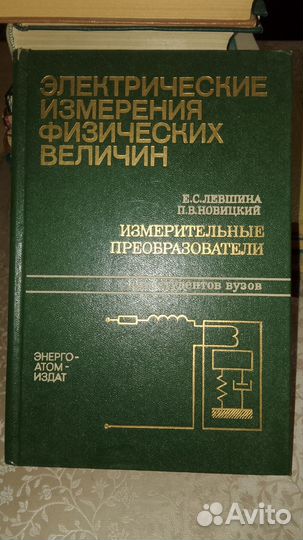 ЭЛЕКТРИЧЕСКИЕ
ИЗМЕРЕНИЯ
ФИЗИЧЕСКИХ
ВЕЛИЧИН
Е.С.ЛЕВШИНА
П.В.НОВИЦКИЙ
ИЗМЕРИТЕЛЬНЫЕ
ПРЕОБРАЗОВАТЕЛИ
студентов вузов
ЭНЕРГО-
АТОМ-
ИЗДАТ
Avito